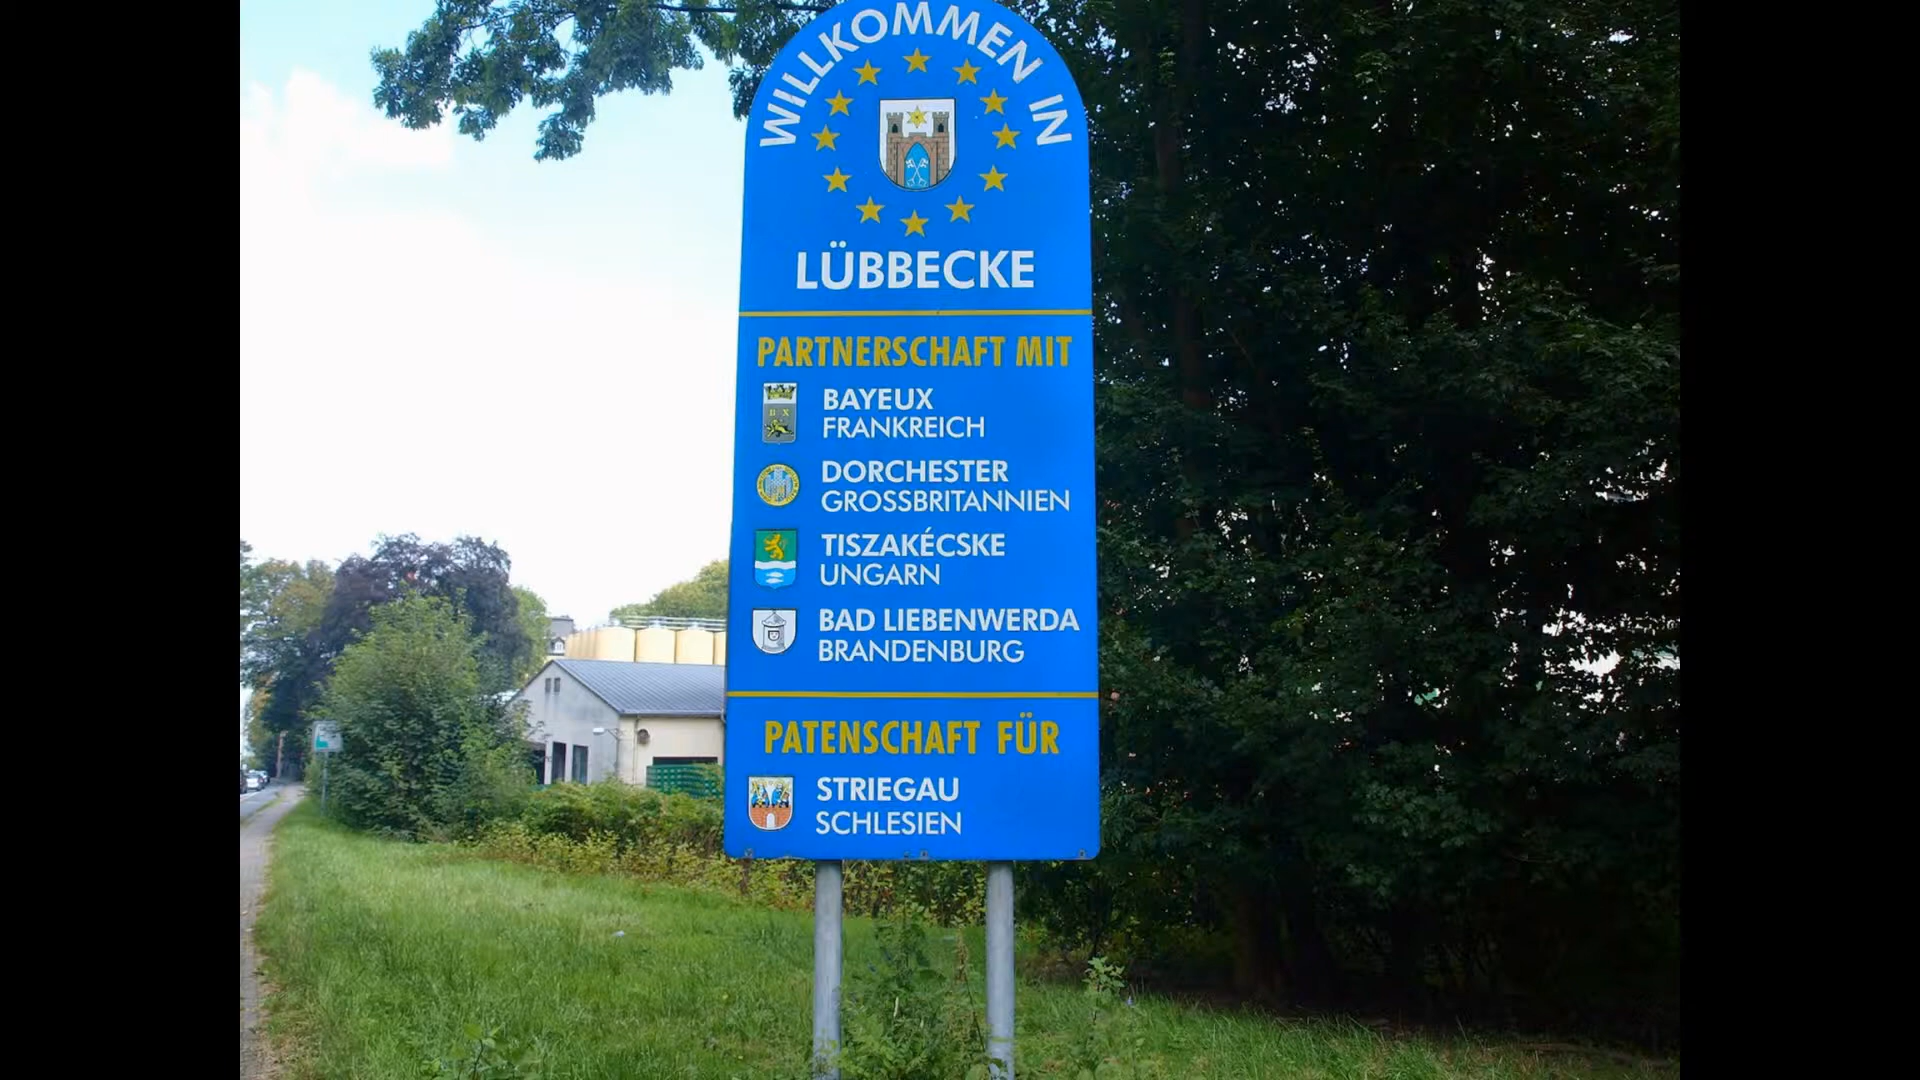 WILLKOMMEN IN
LÜBBECKE
PARTNERSCHAFT MIT
BAYEUX
FRANKREICH
DORCHESTER
GROSSBRITANNIEN
TISZAKÉCSKE
UNGARN
BAD LIEBENWERDA
BRANDENBURG
PATENSCHAFT FÜR
STRIEGAU
SCHLESIEN